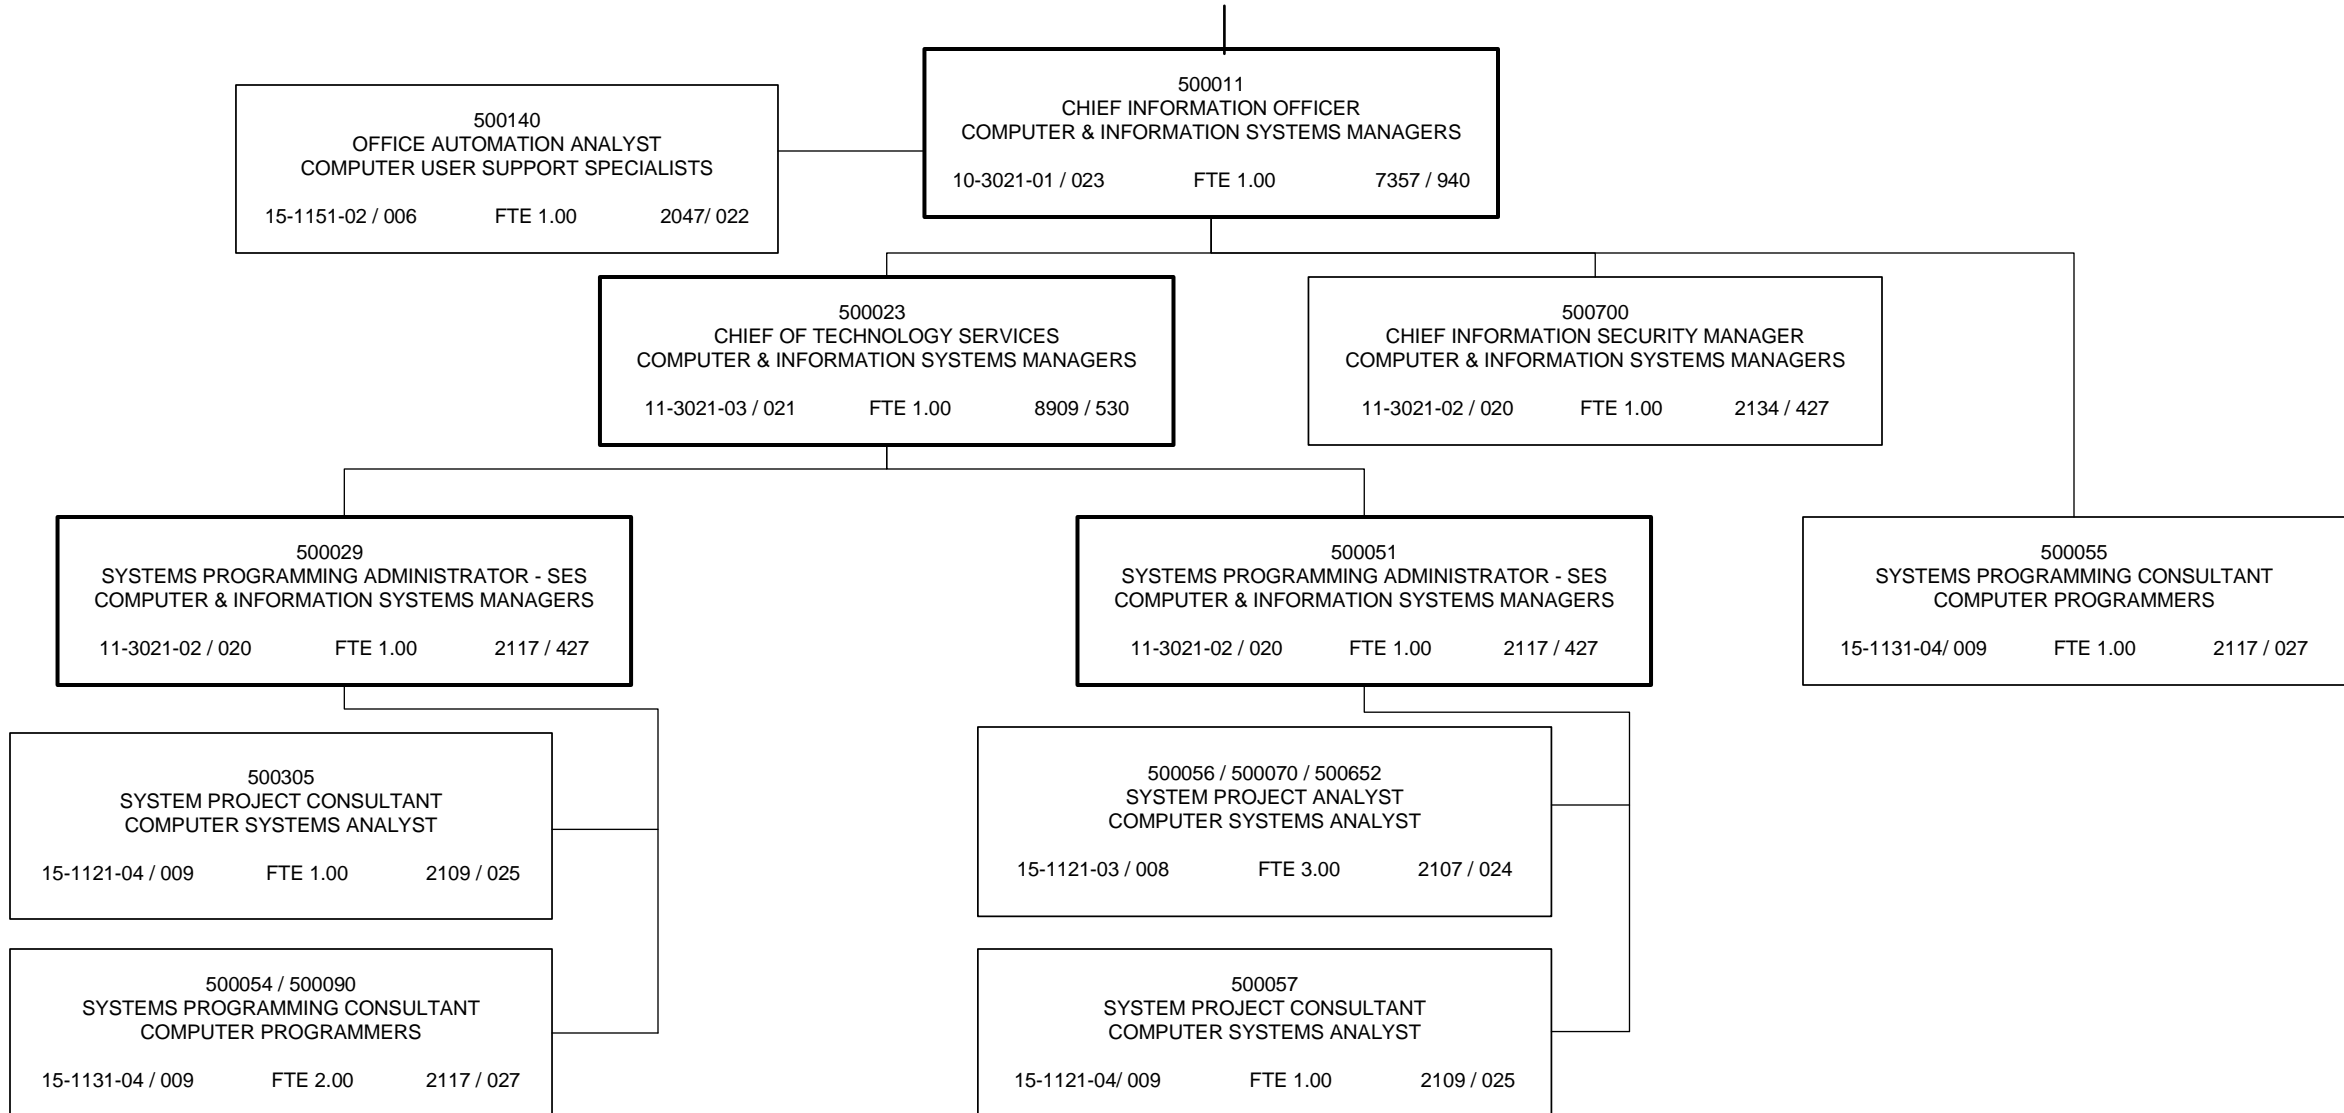 500011
CHIEF INFORMATION OFFICER
COMPUTER & INFORMATION SYSTEMS MANAGERS
10-3021-01 / 023 FTE 1.00 7357 / 940
500140
OFFICE AUTOMATION ANALYST
COMPUTER USER SUPPORT SPECIALISTS
15-1151-02 / 006 FTE 1.00 2047/ 022
500023
CHIEF OF TECHNOLOGY SERVICES
COMPUTER & INFORMATION SYSTEMS MANAGERS
11-3021-03 / 021 FTE 1.00 8909 / 530
500700
CHIEF INFORMATION SECURITY MANAGER
COMPUTER & INFORMATION SYSTEMS MANAGERS
11-3021-02 / 020 FTE 1.00 2134 / 427
500029
SYSTEMS PROGRAMMING ADMINISTRATOR - SES
COMPUTER & INFORMATION SYSTEMS MANAGERS
11-3021-02 / 020 FTE 1.00 2117 / 427
500051
SYSTEMS PROGRAMMING ADMINISTRATOR - SES
COMPUTER & INFORMATION SYSTEMS MANAGERS
11-3021-02 / 020 FTE 1.00 2117 / 427
500055
SYSTEMS PROGRAMMING CONSULTANT
COMPUTER PROGRAMMERS
15-1131-04/ 009 FTE 1.00 2117 / 027
500305
SYSTEM PROJECT CONSULTANT
COMPUTER SYSTEMS ANALYST
15-1121-04 / 009 FTE 1.00 2109 / 025
500056 / 500070 / 500652
SYSTEM PROJECT ANALYST
COMPUTER SYSTEMS ANALYST
15-1121-03 / 008 FTE 3.00 2107 / 024
500054 / 500090
SYSTEMS PROGRAMMING CONSULTANT
COMPUTER PROGRAMMERS
15-1131-04 / 009 FTE 2.00 2117 / 027
500057
SYSTEM PROJECT CONSULTANT
COMPUTER SYSTEMS ANALYST
15-1121-04/ 009 FTE 1.00 2109 / 025